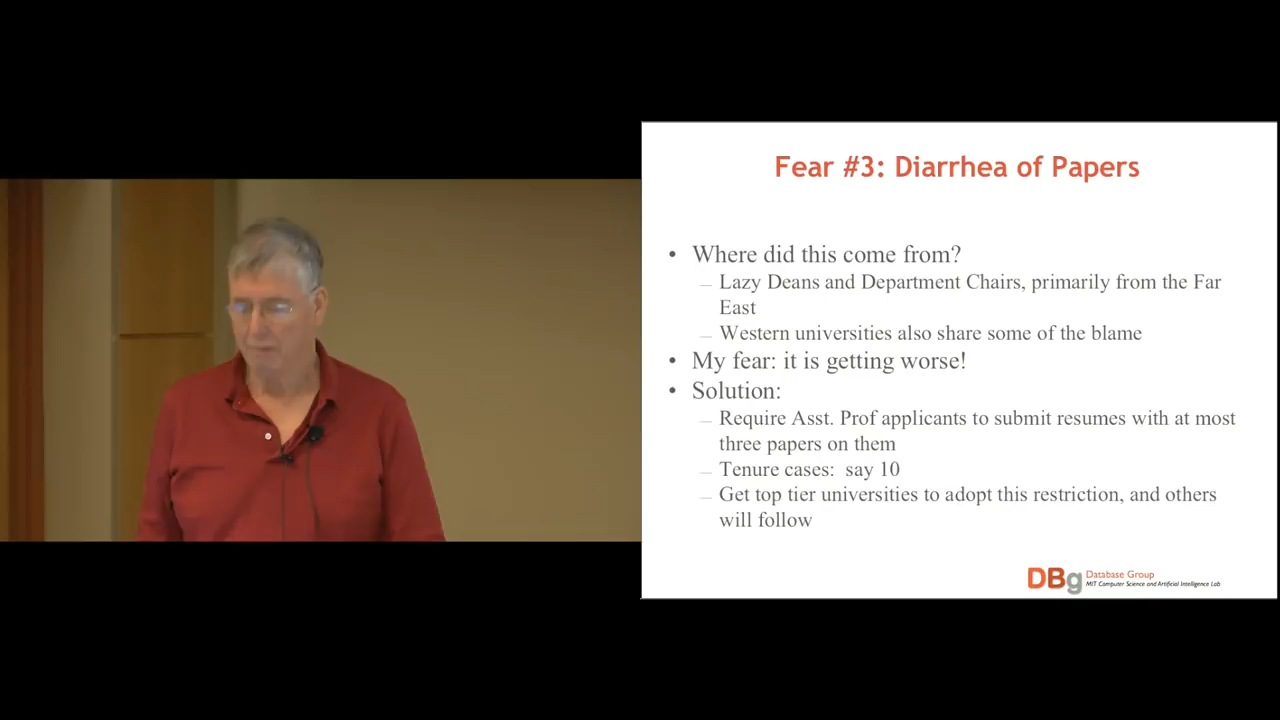 Fear #3: Diarrhea of Papers
• Where did this come from?
– Lazy Deans and Department Chairs, primarily from the Far
East
– Western universities also share some of the blame
• My fear: it is getting worse!
• Solution:
– Require Asst. Prof applicants to submit resumes with at most
three papers on them
– Tenure cases:  say 10
– Get top tier universities to adopt this restriction, and others
will follow
DBg Database Group
MIT Computer Science and Artificial Intelligence Lab